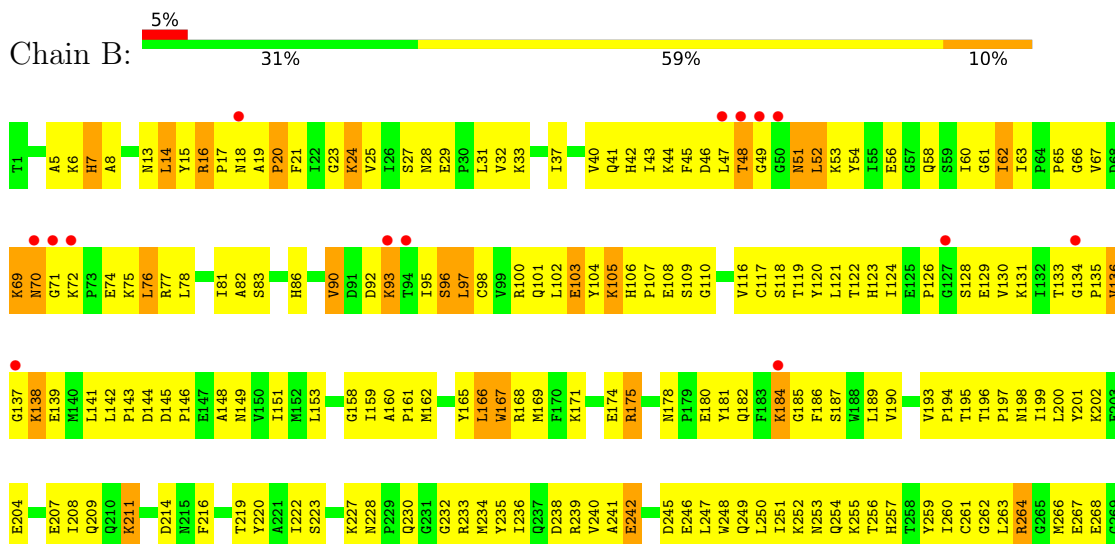 5%
Chain B:
31% 59% 10%
T1 A5 K6 H7 A8 N13 L14 Y15 R16 P17 N18 A19 P20 F21 I22 G23 K24 V25 I26 S27 N28 E29 P30 L31 V32 K33 I37 V40 Q41 H42 I43 K44 F45 D46 L47 T48 G49 G50 N51 L52 K53 Y54 I55 E56 G57 Q58 S59 I60 G61 I62 I63 P64 P65 G66 V67 D68
K69 N70 G71 K72 P73 E74 K75 L76 R77 L78 I81 A82 S83 H86 V90 D91 D92 K93 T94 I95 S96 L97 C98 V99 R100 Q101 L102 E103 Y104 K105 H106 P107 E108 S109 G110 V116 C117 S118 T119 Y120 L121 T122 H123 I124 E125 P126 G127 S128 E129 V130 K131 I132 T133 G134 P135 V136
G137 K138 E139 M140 L141 L142 P143 D144 D145 P146 E147 A148 N149 V150 I151 M152 L153 G158 I159 A160 P161 M162 Y165 L166 W167 R168 M169 F170 K171 E174 R175 N178 P179 E180 Y181 Q182 F183 K184 G185 F186 S187 W188 L189 V190 V193 P194 T195 T196 P197 N198 I199 L200 Y201 K202 E203
E204 E207 I208 Q209 Q210 K211 D214 N215 F216 T219 Y220 A221 I222 S223 K227 N228 P229 Q230 G231 G232 R233 M234 Y235 I236 Q237 D238 R239 V240 A241 E242 D245 E246 L247 W248 Q249 L250 I251 K252 N253 Q254 K255 T256 H257 T258 Y259 I260 C261 G262 L263 R264 G265 M266 E267 E268